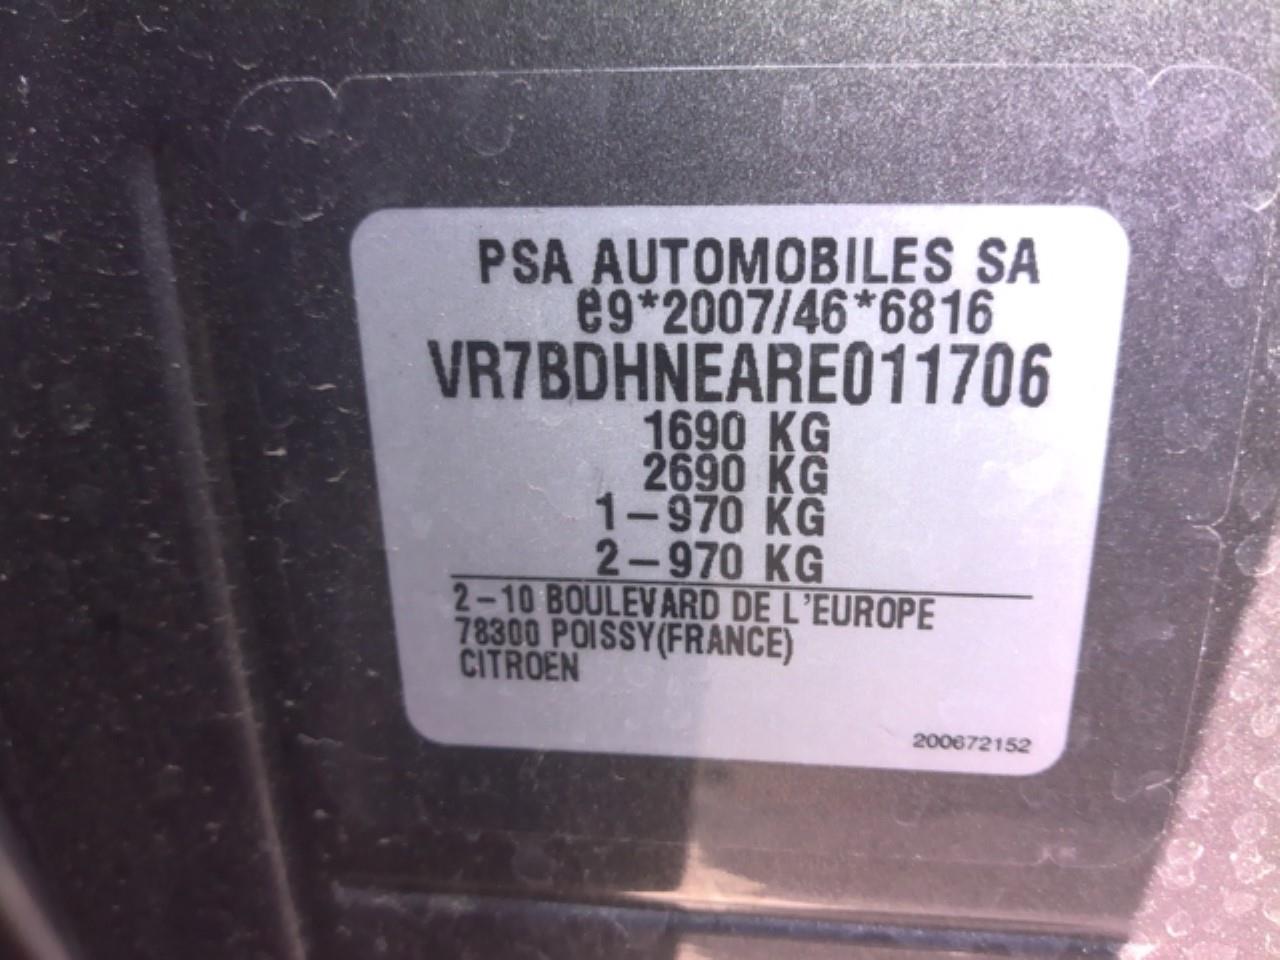 PSA AUTOMOBILES SA
e9*2007/46*6816
VR7BDHNEARE011706
1690 KG
2690 KG
1-970 KG
2-970 KG
2-10 BOULEVARD DE L'EUROPE
78300 POISSY(FRANCE)
CITROEN
200672152